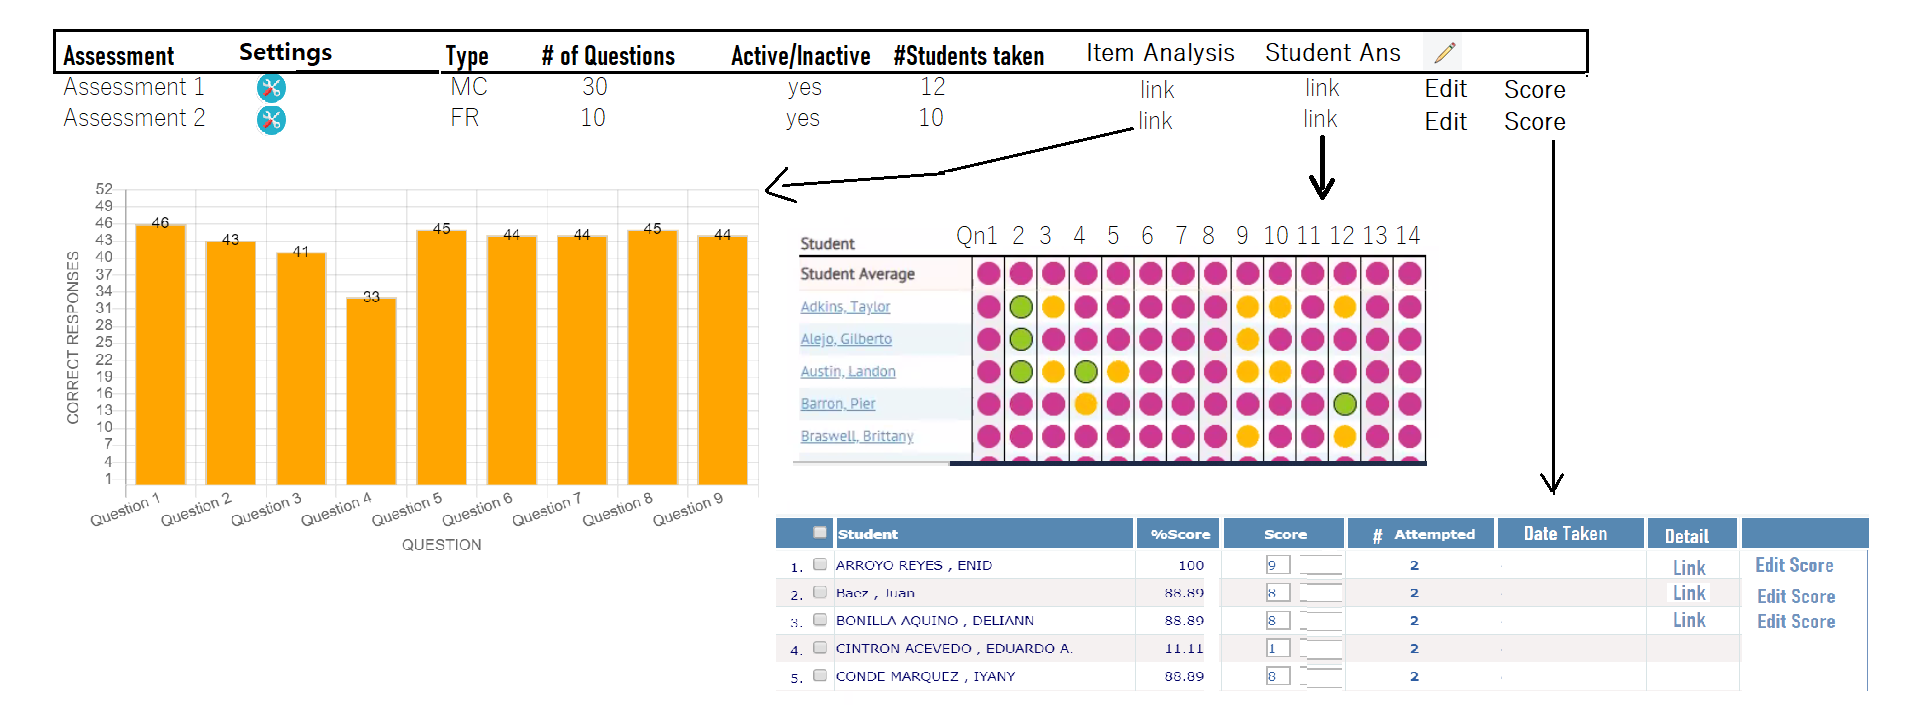 Assessment Settings Type # of Questions Active/Inactive #Students taken Item Analysis Student Ans
Assessment 1 MC 30 yes 12 link link Edit Score
Assessment 2 FR 10 yes 10 link link Edit Score
52
49
46
43
40
37
34
31
28
25
22
19
16
13
10
7
4
1
CORRECT RESPONSES
46 43 41 33 45 44 44 45 44
Question 1 Question 2 Question 3 Question 4 Question 5 Question 6 Question 7 Question 8 Question 9
QUESTION
Student Qn1 2 3 4 5 6 7 8 9 10 11 12 13 14
Student Average
Adkins, Taylor
Alejo, Gilberto
Austin, Landon
Barron, Pier
Braswell, Brittany
Student %Score Score # Attempted Date Taken Detail
1. ARROYO REYES , ENID 100 9 2 Link Edit Score
2. Baez , Juan 88.89 8 2 Link Edit Score
3. BONILLA AQUINO , DELIANN 88.89 8 2 Link Edit Score
4. CINTRON ACEVEDO , EDUARDO A. 11.11 1 2
5. CONDE MARQUEZ , IYANY 88.89 8 2